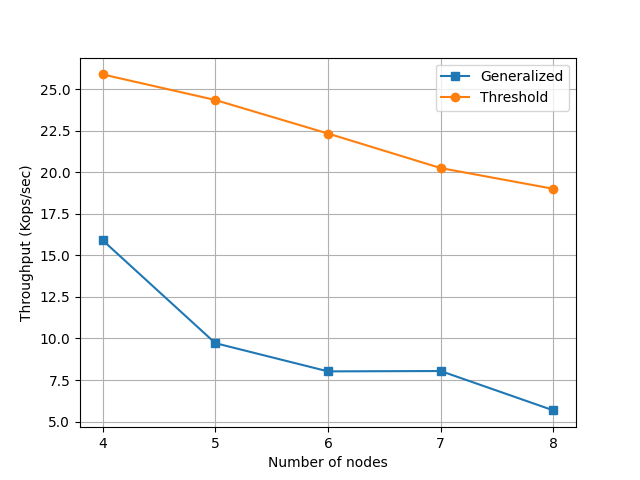 Generalized
Threshold
25.0
22.5
20.0
17.5
15.0
12.5
10.0
7.5
5.0
Throughput (Kops/sec)
4 5 6 7 8
Number of nodes